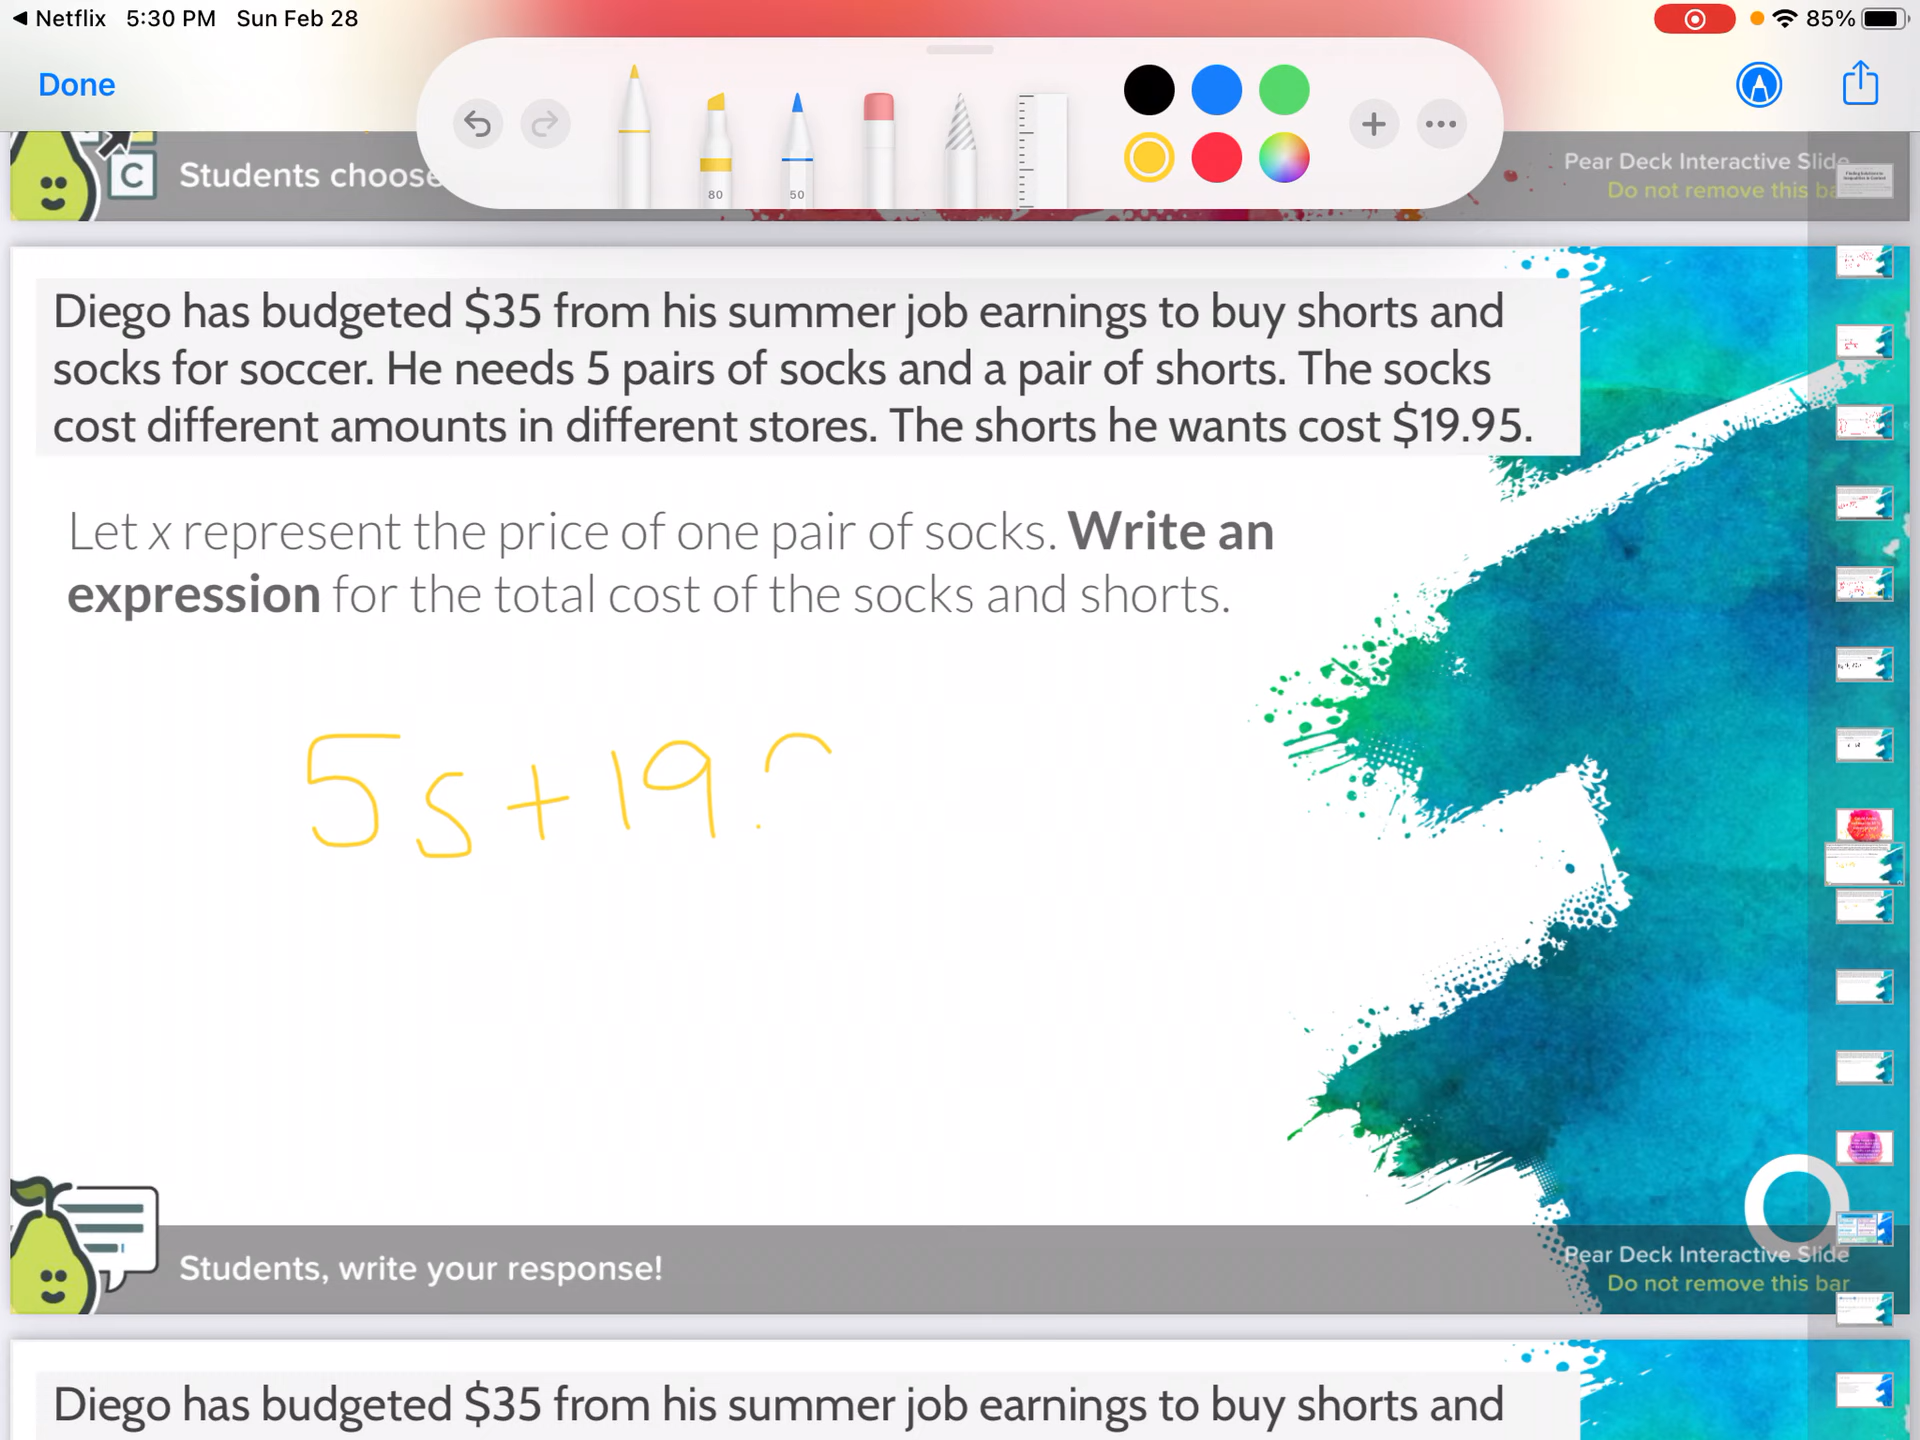 Netflix 5:30 PM Sun Feb 28
85%
Done
80
50
C
Students choose
Pear Deck Interactive Slide
Do not remove this ba
Diego has budgeted $35 from his summer job earnings to buy shorts and
socks for soccer. He needs 5 pairs of socks and a pair of shorts. The socks
cost different amounts in different stores. The shorts he wants cost $19.95.
Let x represent the price of one pair of socks. Write an
expression for the total cost of the socks and shorts.
5s+19.
Students, write your response!
Pear Deck Interactive Slide
Do not remove this bar
Diego has budgeted $35 from his summer job earnings to buy shorts and